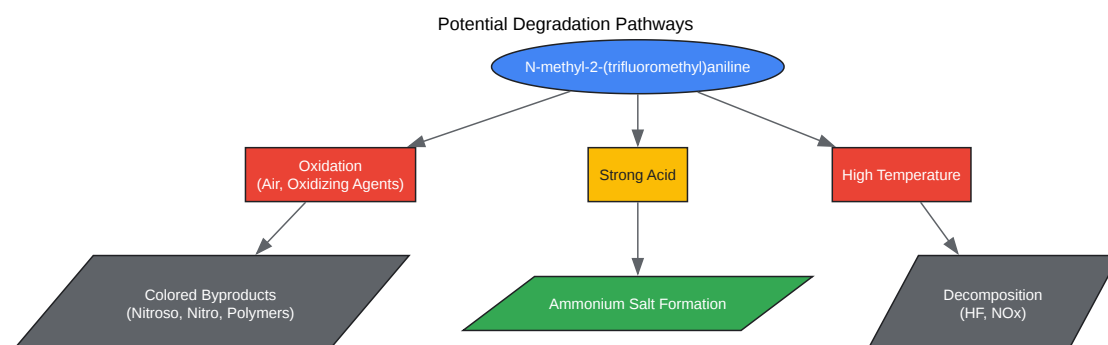 Potential Degradation Pathways
N-methyl-2-(trifluoromethyl)aniline
Oxidation
(Air, Oxidizing Agents)
Strong Acid
High Temperature
Colored Byproducts
(Nitroso, Nitro, Polymers)
Ammonium Salt Formation
Decomposition
(HF, NOx)